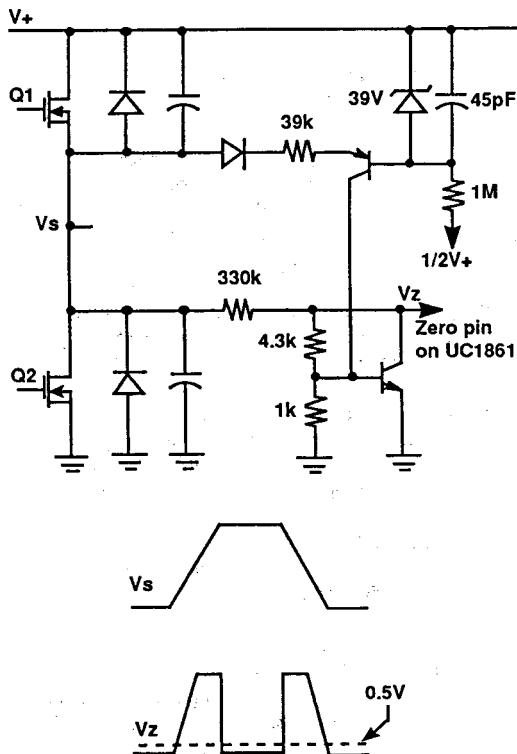 V+
Q1
39V
45pF
39k
1M
Vs
1/2V+
330k
Vz
Zero pin
on UC1861
4.3k
Q2
1k
Vs
0.5V
Vz